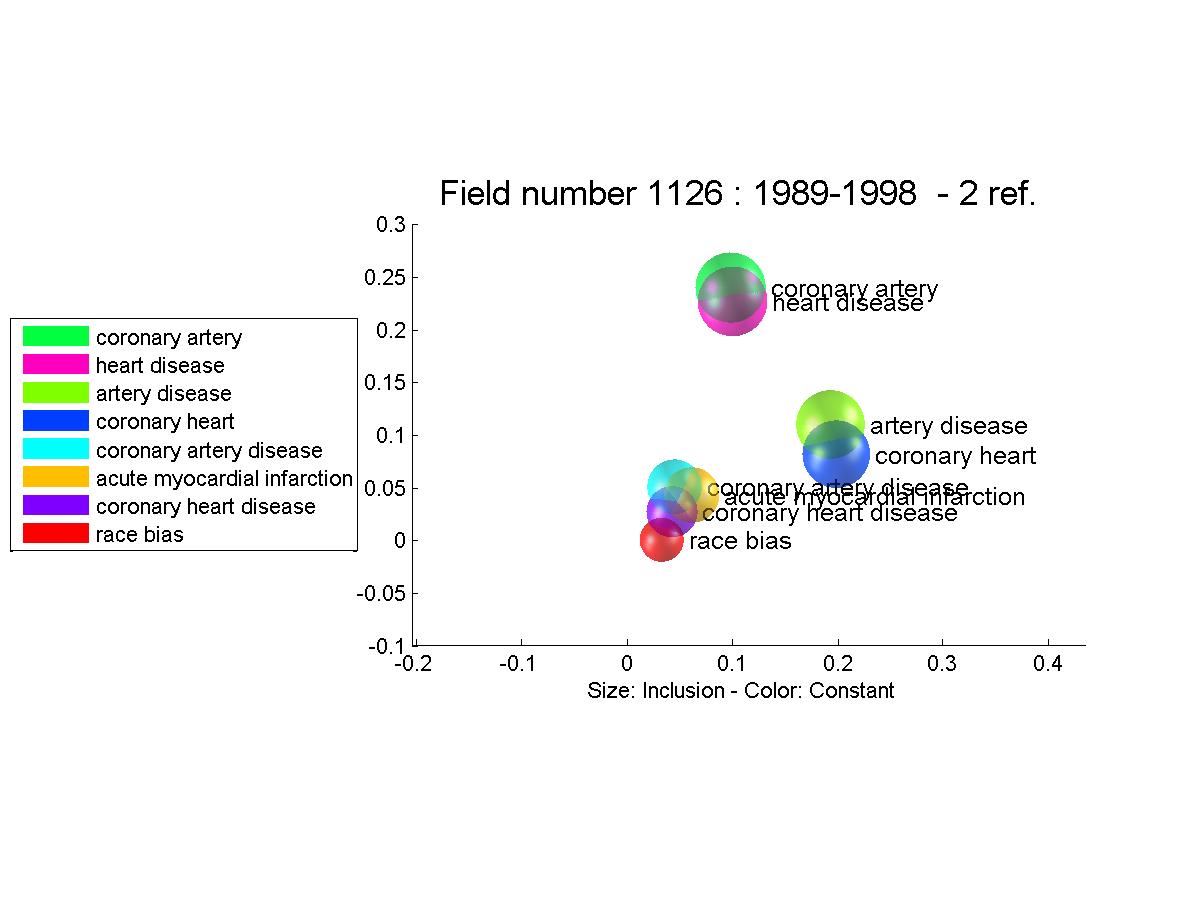 Field number 1126 : 1989-1998 - 2 ref.
coronary artery
heart disease
artery disease
coronary heart
coronary artery disease
acute myocardial infarction
coronary heart disease
race bias
0.3
0.25
0.2
0.15
0.1
0.05
0
-0.05
-0.1
coronary artery
heart disease
artery disease
coronary heart
coronary artery disease
acute myocardial infarction
coronary heart disease
race bias
-0.2 -0.1 0 0.1 0.2 0.3 0.4
Size: Inclusion - Color: Constant